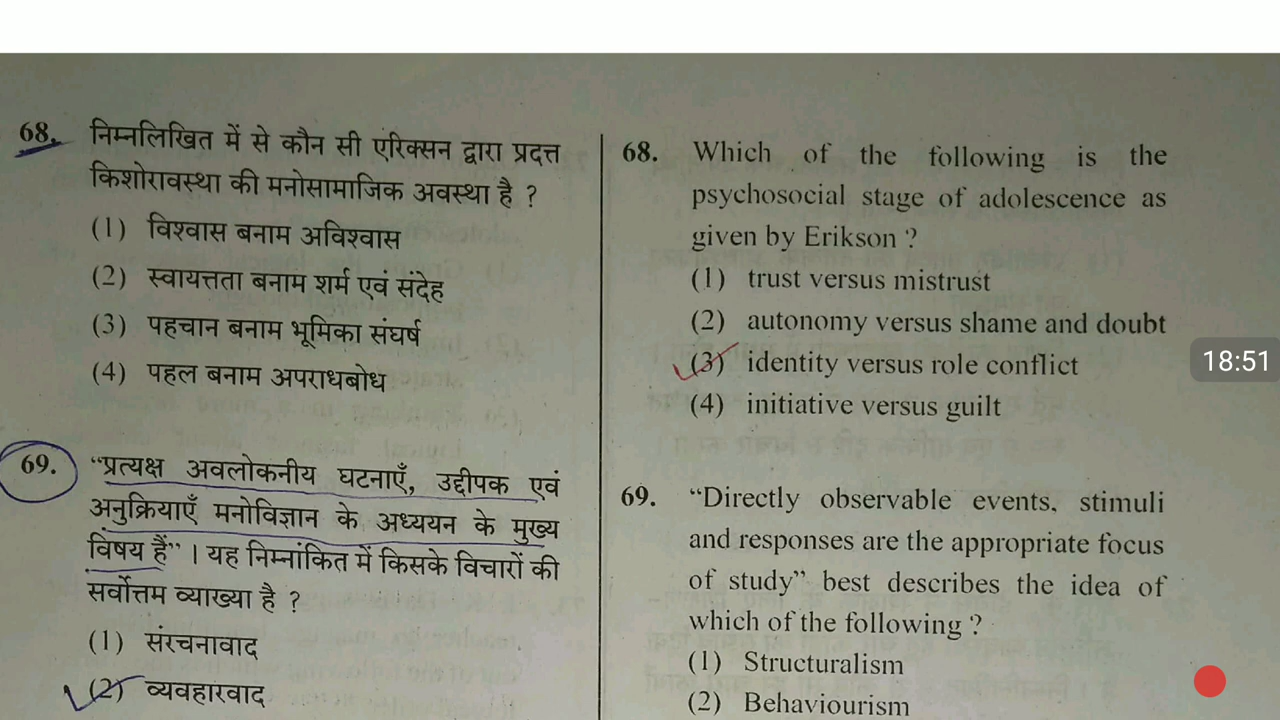 68. निम्नलिखित में से कौन सी एरिक्सन द्वारा प्रदत्त
किशोरावस्था की मनोसामाजिक अवस्था है ?
(1) विश्वास बनाम अविश्वास
(2) स्वायत्तता बनाम शर्म एवं संदेह
(3) पहचान बनाम भूमिका संघर्ष
(4) पहल बनाम अपराधबोध
69. “प्रत्यक्ष अवलोकनीय घटनाएँ, उद्दीपक एवं
अनुक्रियाएँ मनोविज्ञान के अध्ययन के मुख्य
विषय हैं” । यह निम्नांकित में किसके विचारों की
सर्वोत्तम व्याख्या है ?
(1) संरचनावाद
(2) व्यवहारवाद
68. Which of the following is the
psychosocial stage of adolescence as
given by Erikson ?
(1) trust versus mistrust
(2) autonomy versus shame and doubt
(3) identity versus role conflict
(4) initiative versus guilt
69. “Directly observable events, stimuli
and responses are the appropriate focus
of study” best describes the idea of
which of the following ?
(1) Structuralism
(2) Behaviourism
18:51